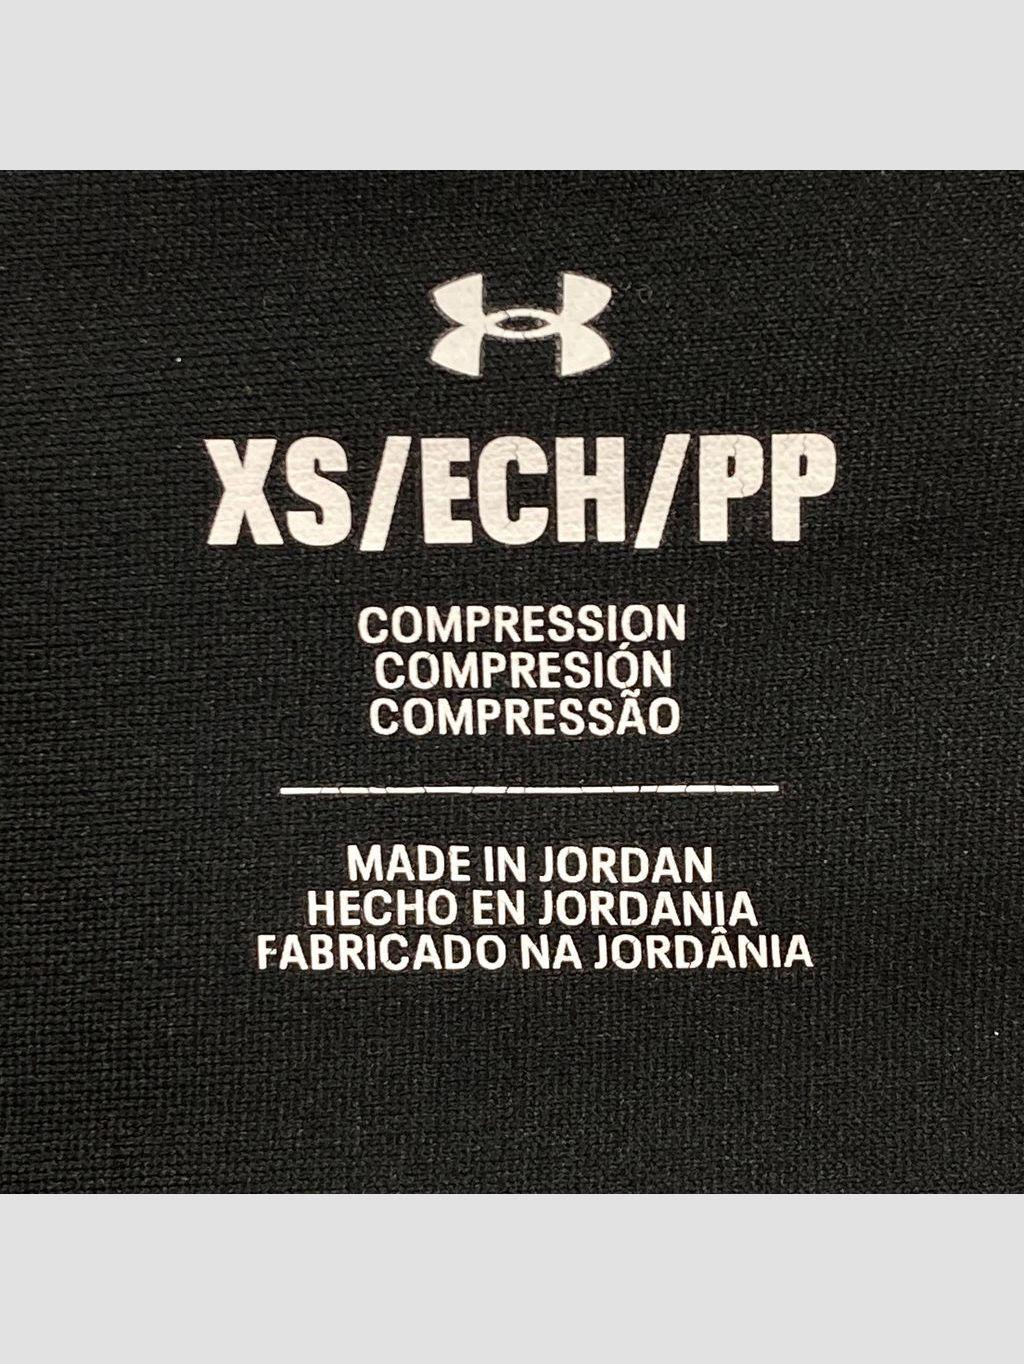 XS/ECH/PP
COMPRESSION
COMPRESIÓN
COMPRESSÃO
MADE IN JORDAN
HECHO EN JORDANIA
FABRICADO NA JORDÂNIA